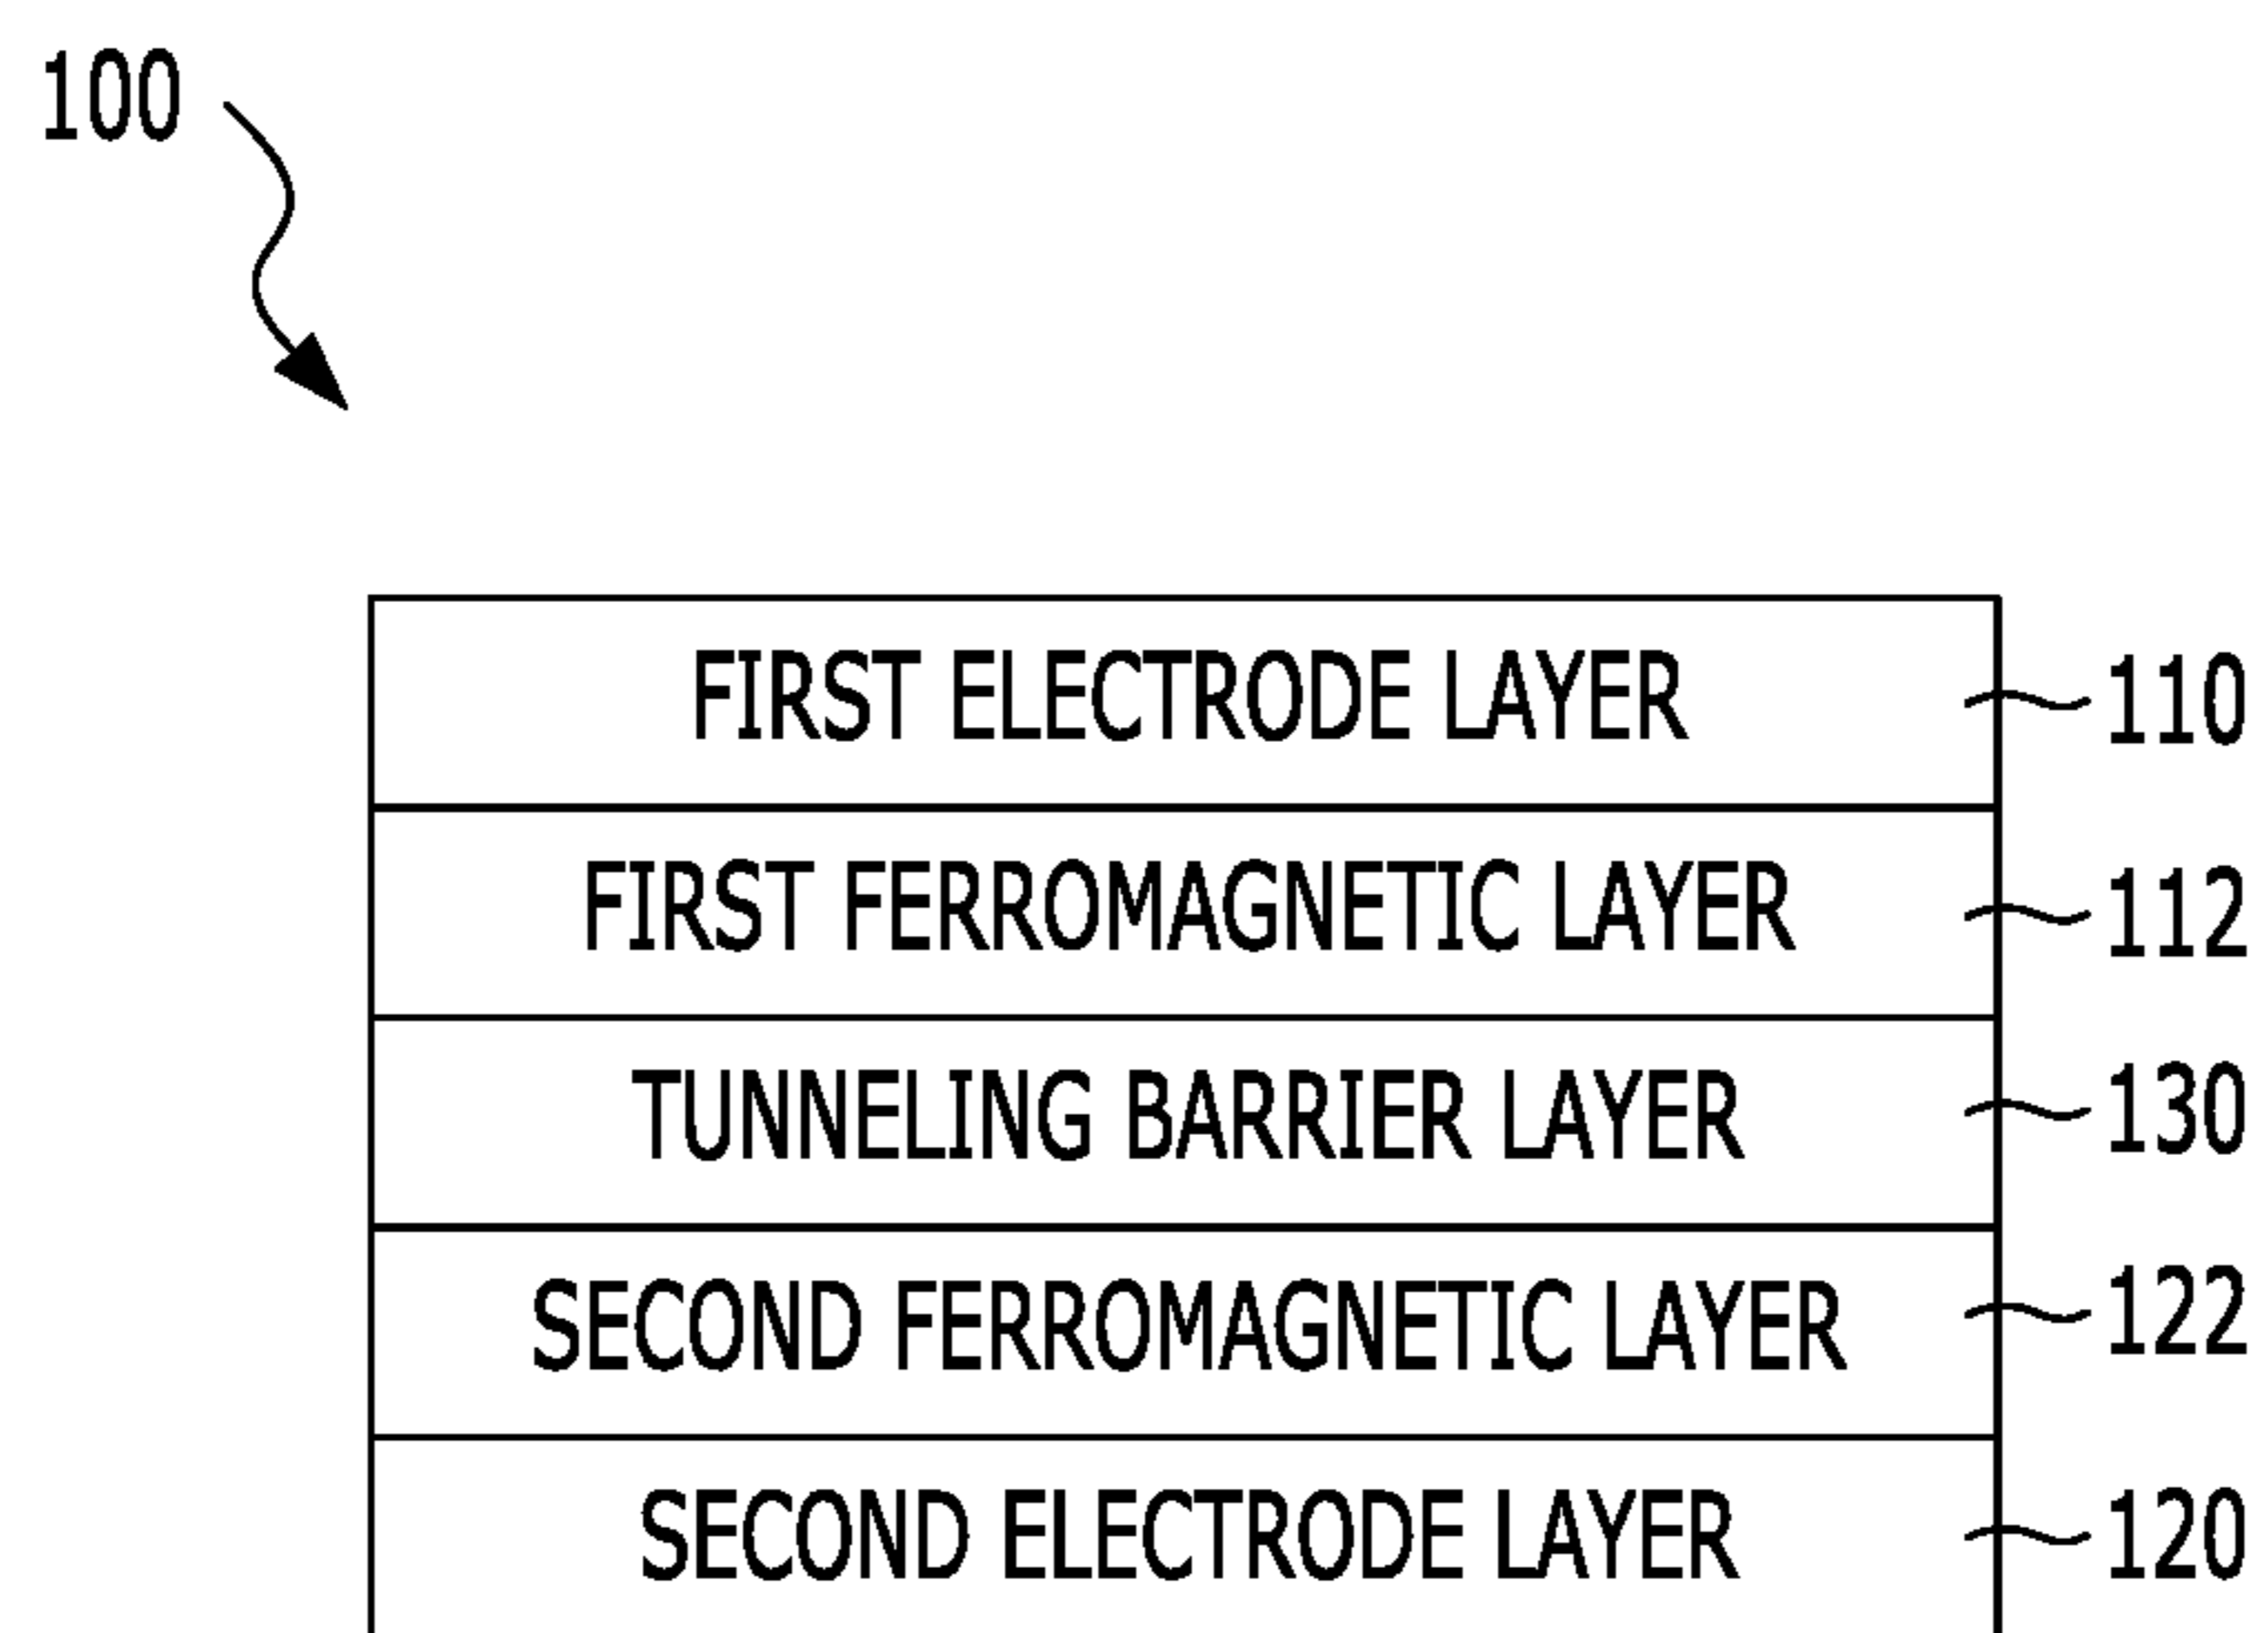 100
FIRST ELECTRODE LAYER 110
FIRST FERROMAGNETIC LAYER 112
TUNNELING BARRIER LAYER 130
SECOND FERROMAGNETIC LAYER 122
SECOND ELECTRODE LAYER 120